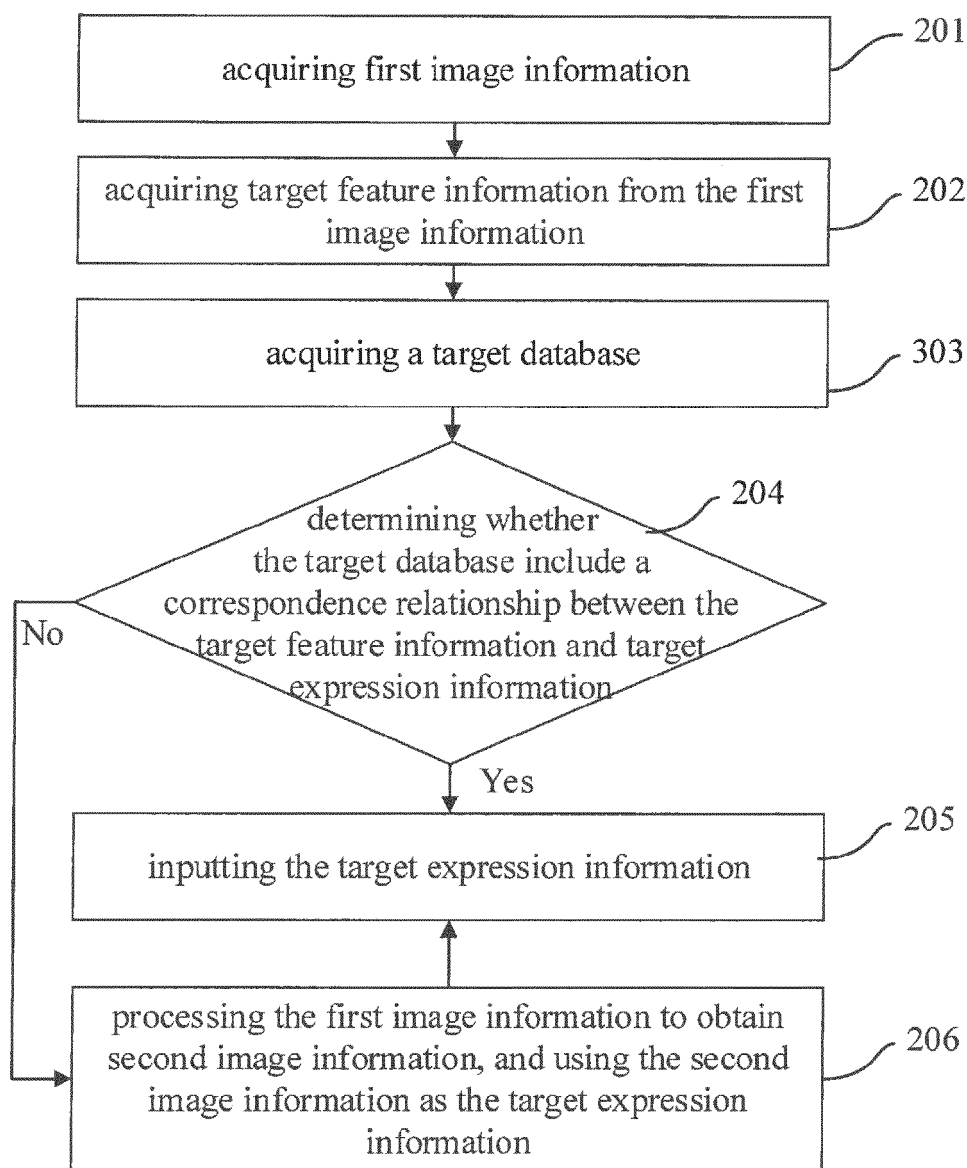 201
acquiring first image information
acquiring target feature information from the first
image information
202
acquiring a target database
303
204
determining whether
the target database include a
correspondence relationship between the
target feature information and target
expression information
No
Yes
205
inputting the target expression information
processing the first image information to obtain
second image information, and using the second
image information as the target expression
information
206